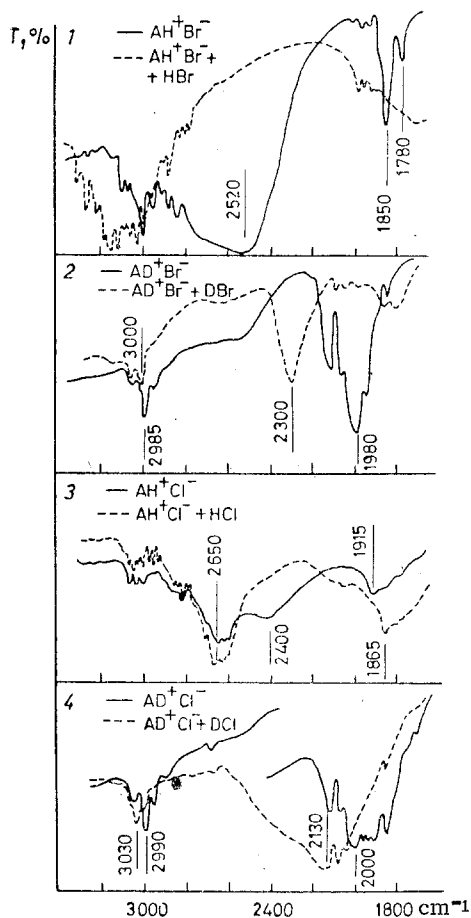 T,%
1
AH⁺Br⁻
AH⁺Br⁻+
+HBr
2520
1850
1780
2
AD⁺Br⁻
AD⁺Br⁻+DBr
3000
2985
2300
1980
3
AH⁺Cl⁻
AH⁺Cl⁻+HCl
2650
2400
1915
1865
4
AD⁺Cl⁻
AD⁺Cl⁻+DCl
3030
2990
2130
2000
3000 2400 1800 cm⁻¹